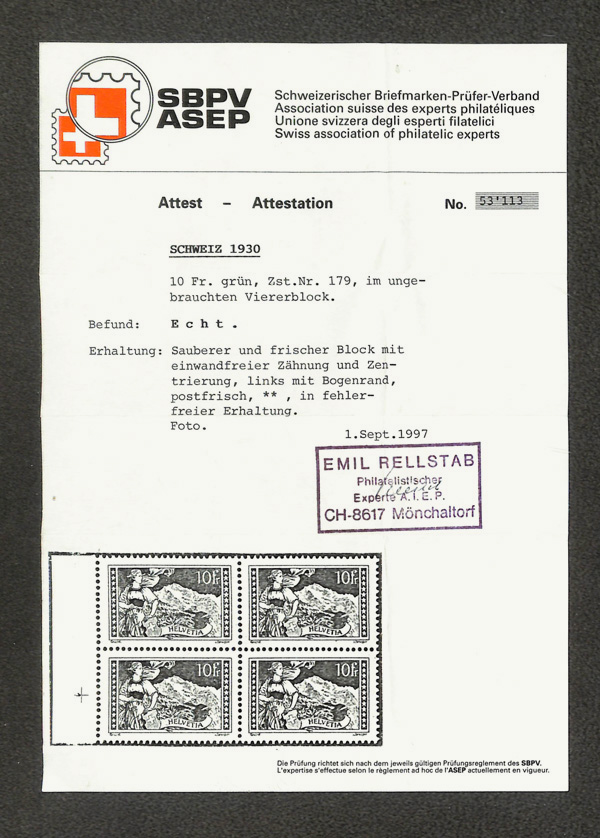 SBPV
ASEP
Schweizerischer Briefmarken-Prüfer-Verband
Association suisse des experts philatéliques
Unione svizzera degli esperti filatelici
Swiss association of philatelic experts
Attest - Attestation
No. 53'113
SCHWEIZ 1930
10 Fr. grün, Zst.Nr. 179, im unge-
brauchten Viererblock.
Befund: Echt.
Erhaltung: Sauberer und frischer Block mit
einwandfreier Zähnung und Zen-
trierung, links mit Bogenrand,
postfrisch, ** , in fehler-
freier Erhaltung.
Foto.
1.Sept.1997
EMIL RELLSTAB
Philatelistischer
Experte A.I.E.P.
CH-8617 Mönchaltorf
10Fr 10Fr
HELVETIA HELVETIA
10Fr 10Fr
HELVETIA HELVETIA
Die Prüfung richtet sich nach dem jeweils gültigen Prüfungsreglement des SBPV.
L'expertise s'effectue selon le règlement ad hoc de l'ASEP actuellement en vigueur.